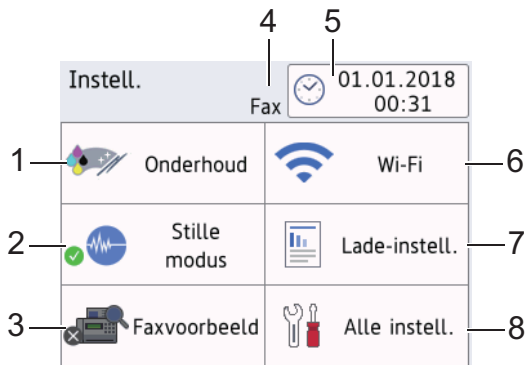 4 5
Instell.
Fax
01.01.2018
00:31
1 Onderhoud
Wi-Fi 6
2 Stille
modus
Lade-instell. 7
3 Faxvoorbeeld
Alle instell. 8